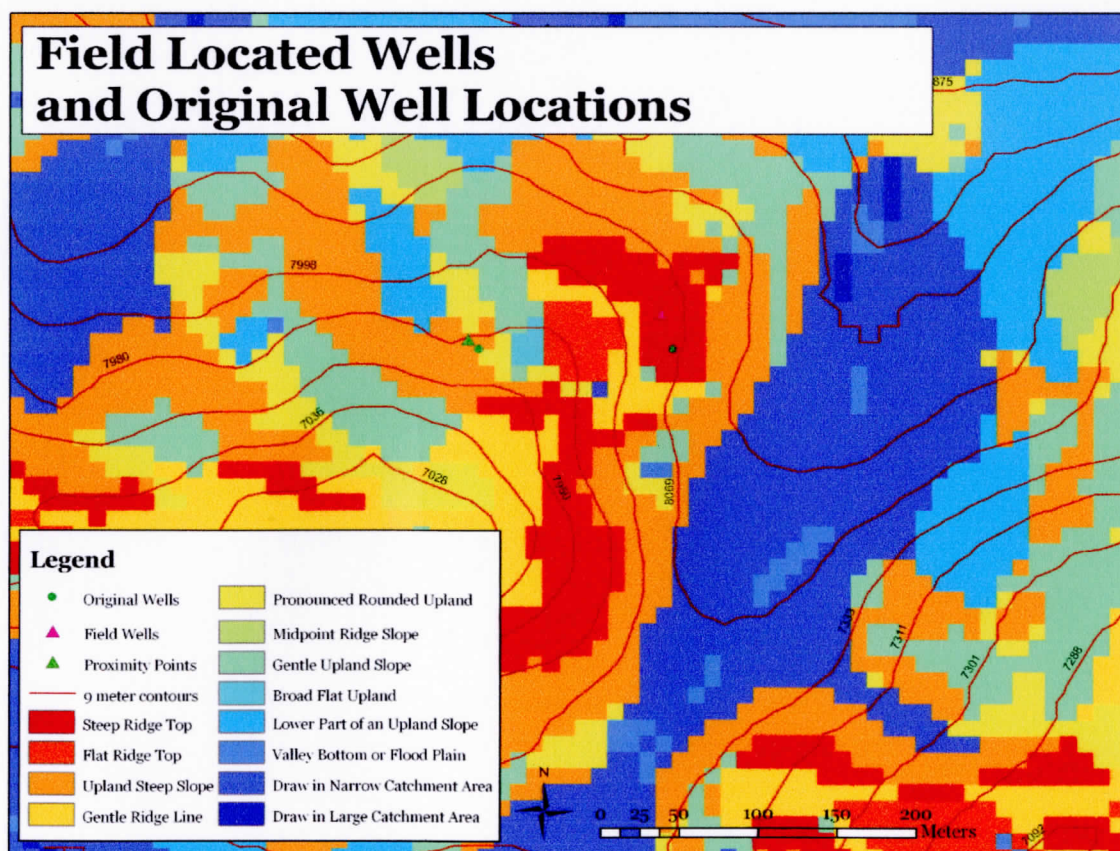 Field Located Wells
and Original Well Locations
875
7998
7980
7036
7028
7960
8069
7333
7311
7301
7288
7092
Legend
Original Wells
Field Wells
Proximity Points
9 meter contours
Steep Ridge Top
Flat Ridge Top
Upland Steep Slope
Gentle Ridge Line
Pronounced Rounded Upland
Midpoint Ridge Slope
Gentle Upland Slope
Broad Flat Upland
Lower Part of an Upland Slope
Valley Bottom or Flood Plain
Draw in Narrow Catchment Area
Draw in Large Catchment Area
N
0 25 50 100 150 200
Meters